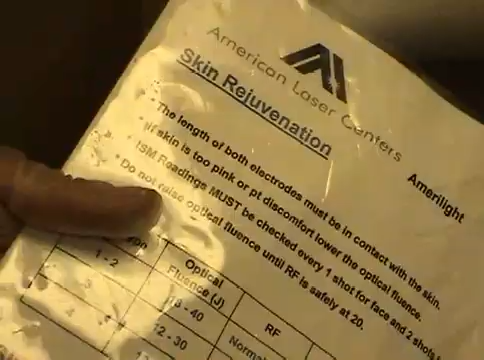 American Laser Centers
Skin Rejuvenation
Amerilight
* The length of both electrodes must be in contact with the skin.
* If skin is too pink or pt discomfort lower the optical fluence.
* ISM Readings MUST be checked every 1 shot for face and 2 shots
* Do not raise optical fluence until RF is safely at 20.
Optical
Fluence (J)
RF
1 - 2
- 40
3
4
- 30